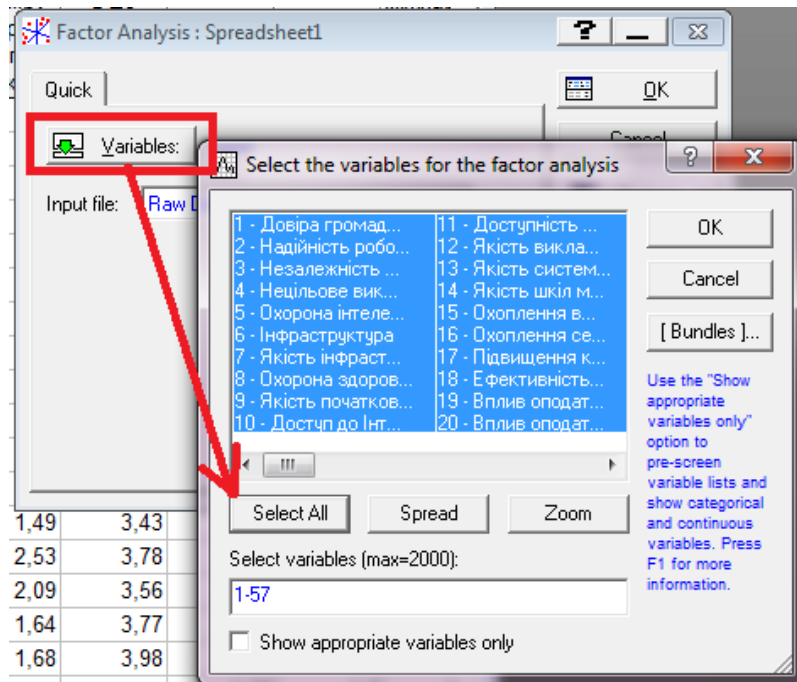 Factor Analysis : Spreadsheet1
Quick
OK
Variables:
Input file: Raw
Select the variables for the factor analysis
1 - Довіра громад... 11 - Доступність ...
2 - Надійність робо... 12 - Якість викла...
3 - Незалежність ... 13 - Якість систем...
4 - Нецільове вик... 14 - Якість шкіл м...
5 - Охорона інтеле... 15 - Охоплення в...
6 - Інфраструктура 16 - Охоплення се...
7 - Якість інфраст... 17 - Підвищення к...
8 - Охорона здоров... 18 - Ефективність...
9 - Якість початков... 19 - Вплив оподат...
10 - Доступ до Інт... 20 - Вплив оподат...
OK
Cancel
[ Bundles ]...
Use the "Show
appropriate
variables only"
option to
pre-screen
variable lists and
show categorical
and continuous
variables. Press
F1 for more
information.
Select All Spread Zoom
Select variables (max=2000):
1-57
Show appropriate variables only
1,49 3,43
2,53 3,78
2,09 3,56
1,64 3,77
1,68 3,98